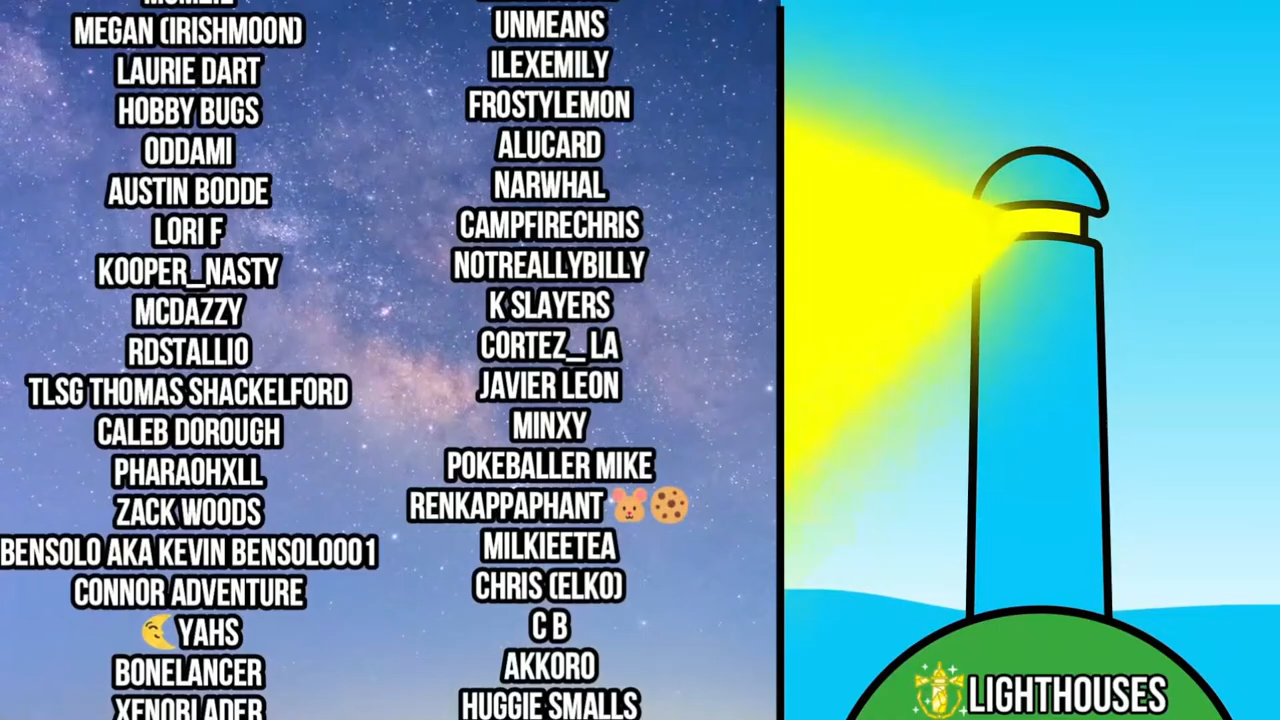 MEGAN (IRISHMOON)
LAURIE DART
HOBBY BUGS
ODDAMI
AUSTIN BODDE
LORI F
KOOPER_NASTY
MCDAZZY
RDSTALLIO
TLSG THOMAS SHACKELFORD
CALEB DOROUGH
PHARAOHXLL
ZACK WOODS
BENSOLO AKA KEVIN BENSOLO001
CONNOR ADVENTURE
YAHS
BONELANCER
XENOBLADER
UNMEANS
ILEXEMILY
FROSTYLEMON
ALUCARD
NARWHAL
CAMPFIRECHRIS
NOTREALLYBILLY
K SLAYERS
CORTEZ_ LA
JAVIER LEON
MINXY
POKEBALLER MIKE
RENKAPPAPHANT 🐹🍪
MILKIEETEA
CHRIS (ELKO)
C B
AKKORO
HUGGIE SMALLS
LIGHTHOUSES